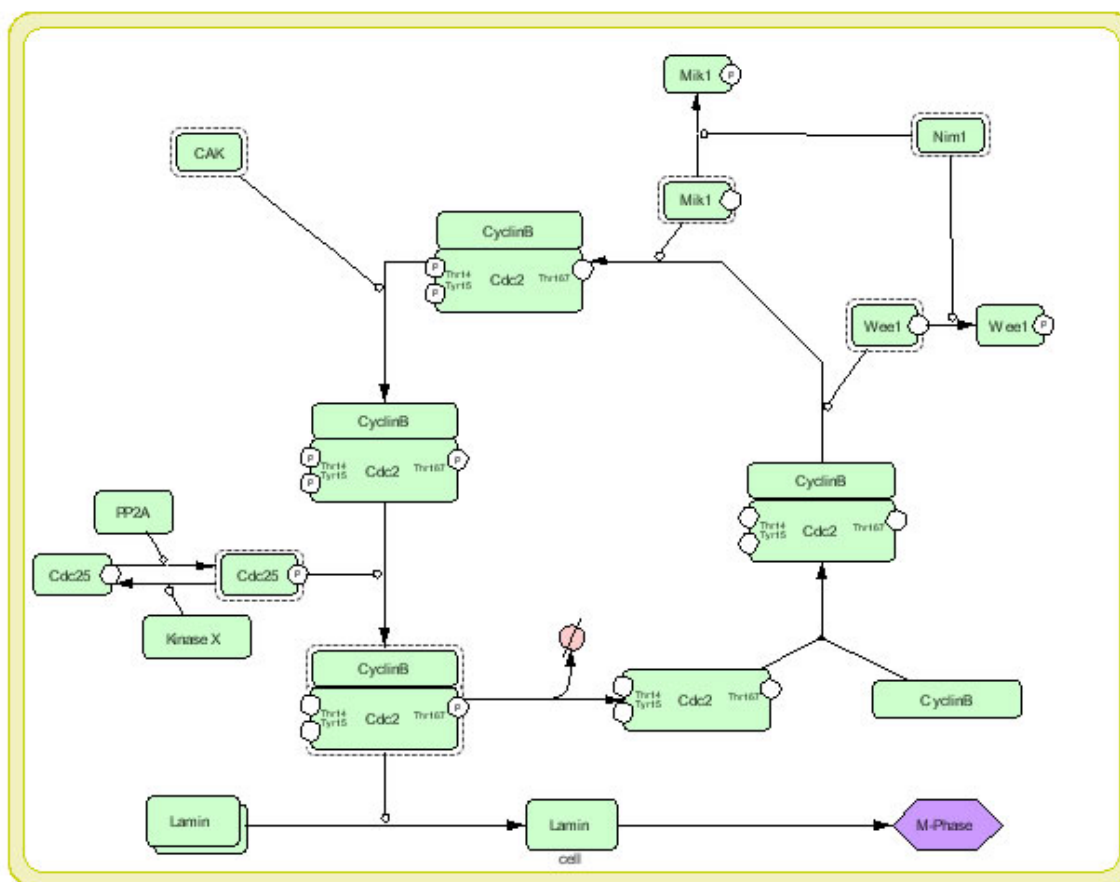 Mik1
P
CAK
Nim1
Mik1
CyclinB
P
Thr14
Tyr15
Cdc2
Thr167
P
Wee1
Wee1
P
CyclinB
P
Thr14
Tyr15
Cdc2
Thr167
P
P
CyclinB
Thr14
Tyr15
Cdc2
Thr167
PP2A
Cdc25
Cdc25
P
Kinase X
CyclinB
Thr14
Tyr15
Cdc2
Thr167
P
Thr14
Tyr15
Cdc2
Thr167
CyclinB
Lamin
Lamin
cell
M-Phase